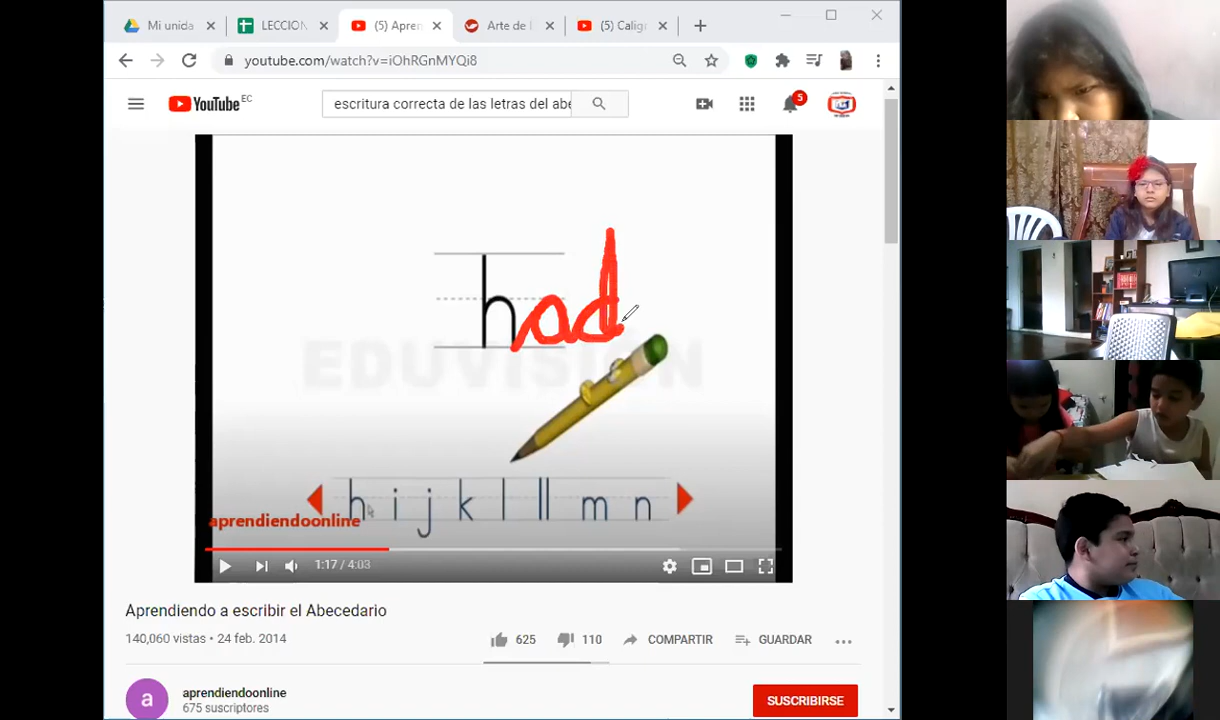 Mi unida
LECCION
(5) Apren
Arte de l
(5) Calig
youtube.com/watch?v=iOhRGnMYQi8
YouTube EC
escritura correcta de las letras del abe
5
had
EDUVISION
h i j k l ll m n
aprendiendoonline
1:17 / 4:03
Aprendiendo a escribir el Abecedario
140,060 vistas • 24 feb. 2014
625
110
COMPARTIR
GUARDAR
a
aprendiendoonline
675 suscriptores
SUSCRIBIRSE